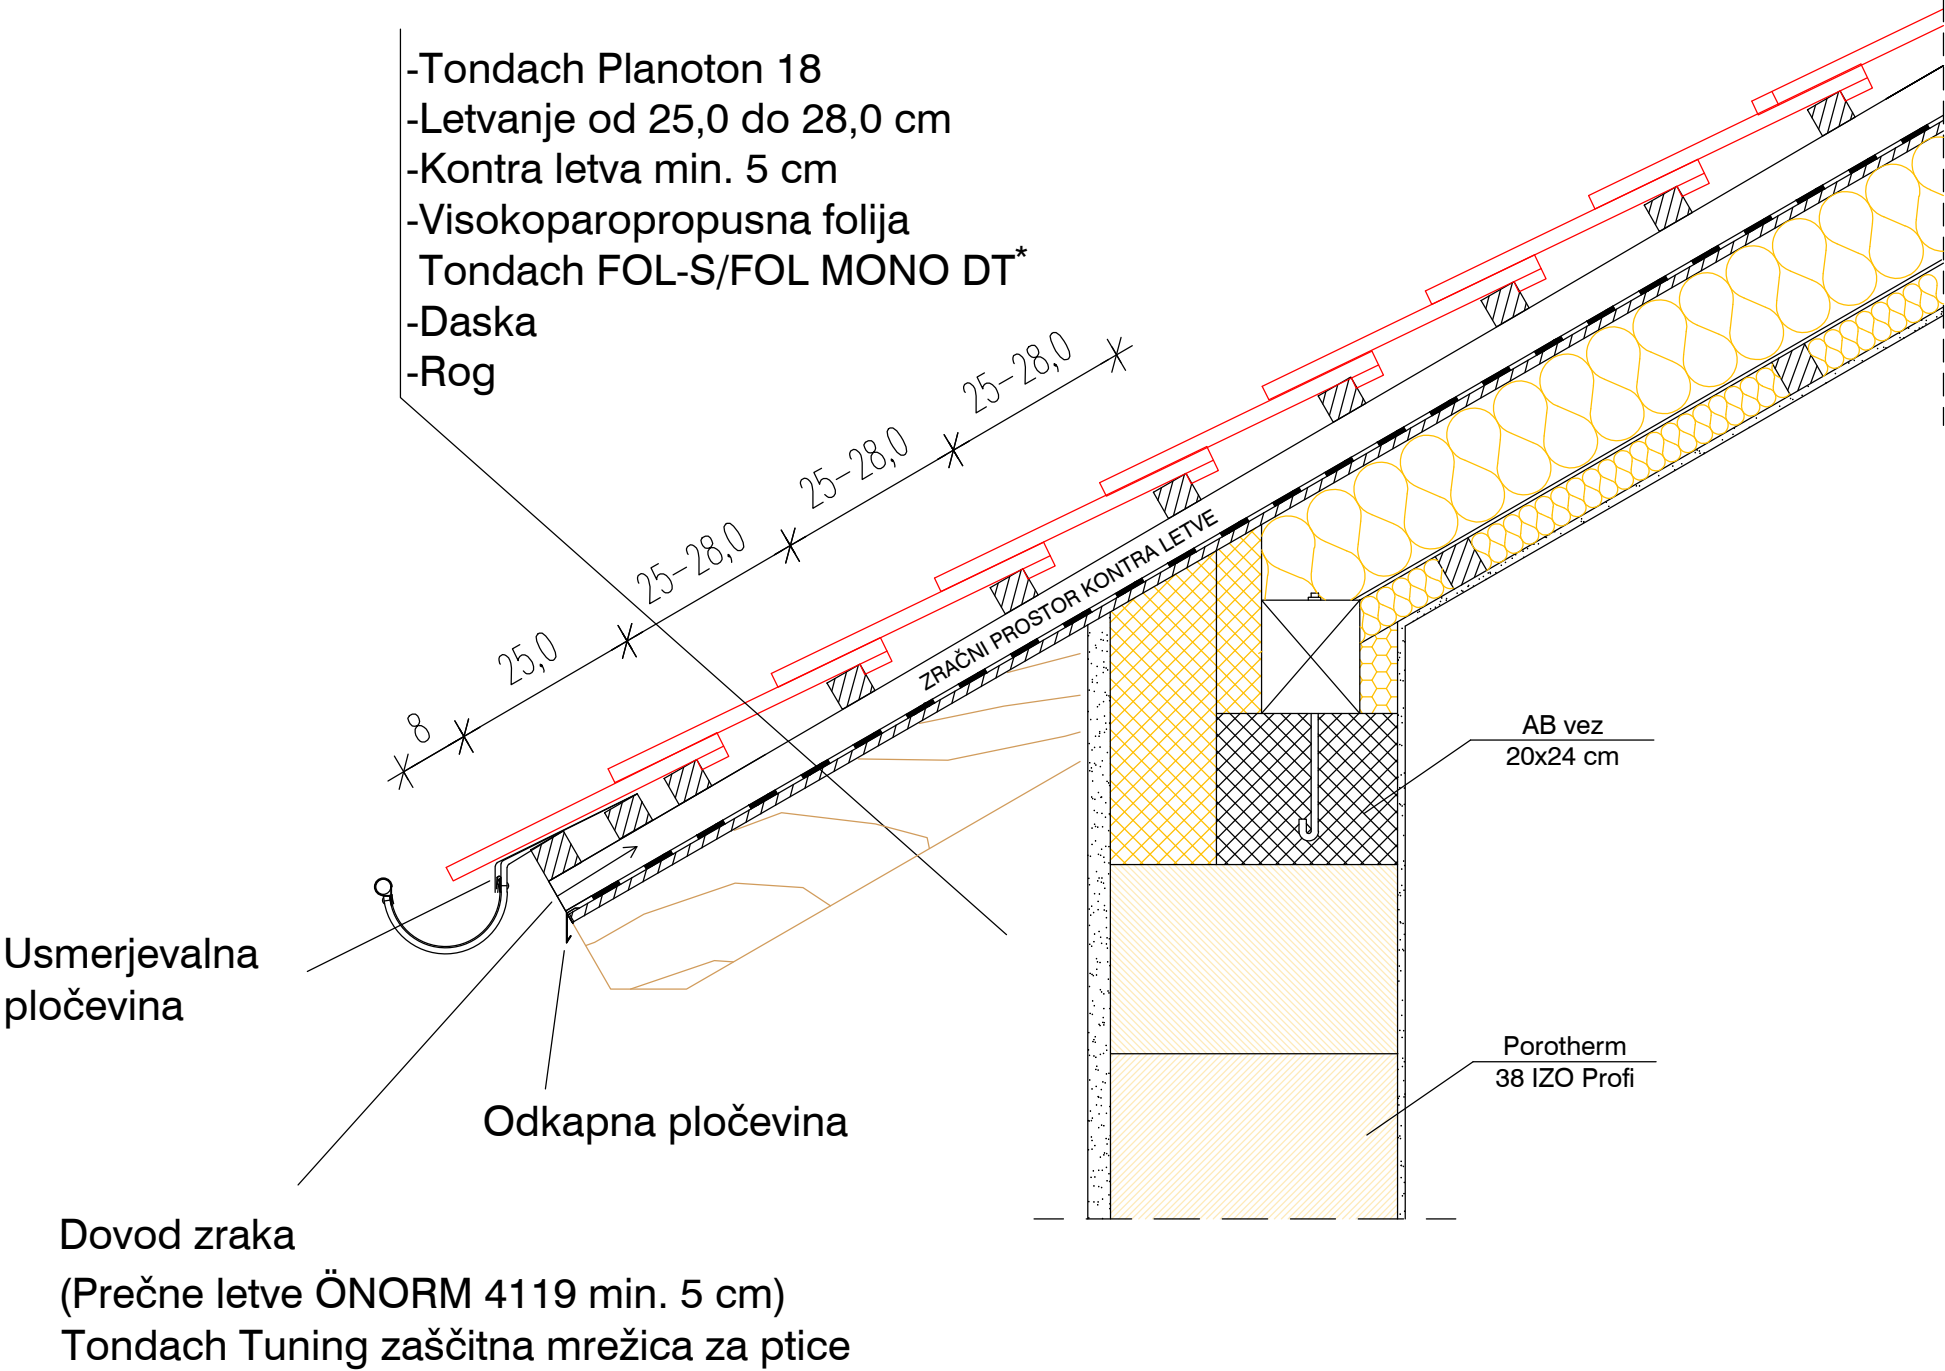 -Tondach Planoton 18
-Letvanje od 25,0 do 28,0 cm
-Kontra letva min. 5 cm
-Visokoparopropusna folija
Tondach FOL-S/FOL MONO DT*
-Daska
-Rog
25-28,0
25-28,0
25-28,0
25,0
8
ZRAČNI PROSTOR KONTRA LETVE
AB vez
20x24 cm
Usmerjevalna
pločevina
Porotherm
38 IZO Profi
Odkapna pločevina
Dovod zraka
(Prečne letve ÖNORM 4119 min. 5 cm)
Tondach Tuning zaščitna mrežica za ptice